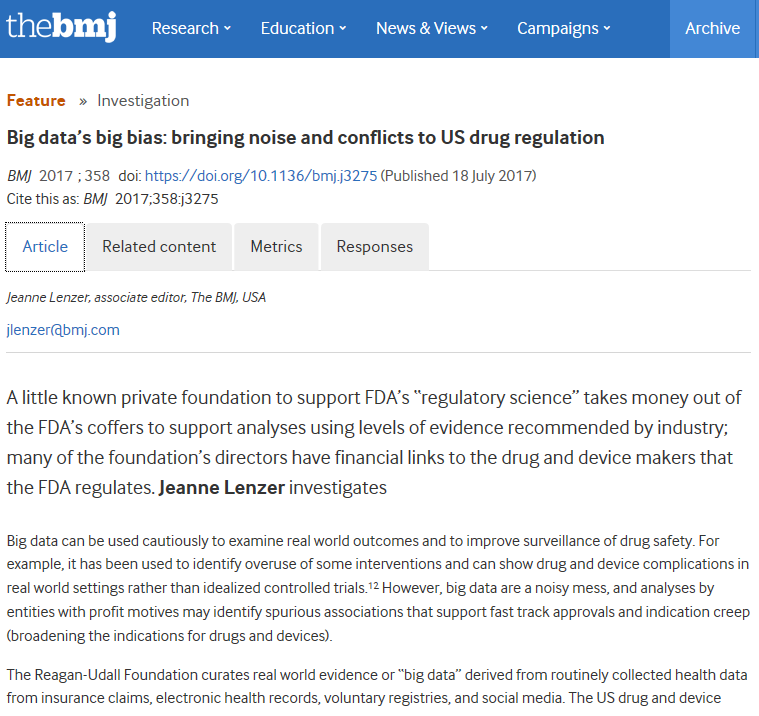 thebmj Research Education News & Views Campaigns Archive
Feature » Investigation
Big data's big bias: bringing noise and conflicts to US drug regulation
BMJ 2017 ; 358 doi: https://doi.org/10.1136/bmj.j3275 (Published 18 July 2017)
Cite this as: BMJ 2017;358:j3275
Article Related content Metrics Responses
Jeanne Lenzer, associate editor, The BMJ, USA
jlenzer@bmj.com
A little known private foundation to support FDA's "regulatory science" takes money out of
the FDA's coffers to support analyses using levels of evidence recommended by industry;
many of the foundation's directors have financial links to the drug and device makers that
the FDA regulates. Jeanne Lenzer investigates
Big data can be used cautiously to examine real world outcomes and to improve surveillance of drug safety. For
example, it has been used to identify overuse of some interventions and can show drug and device complications in
real world settings rather than idealized controlled trials.¹² However, big data are a noisy mess, and analyses by
entities with profit motives may identify spurious associations that support fast track approvals and indication creep
(broadening the indications for drugs and devices).
The Reagan-Udall Foundation curates real world evidence or "big data" derived from routinely collected health data
from insurance claims, electronic health records, voluntary registries, and social media. The US drug and device